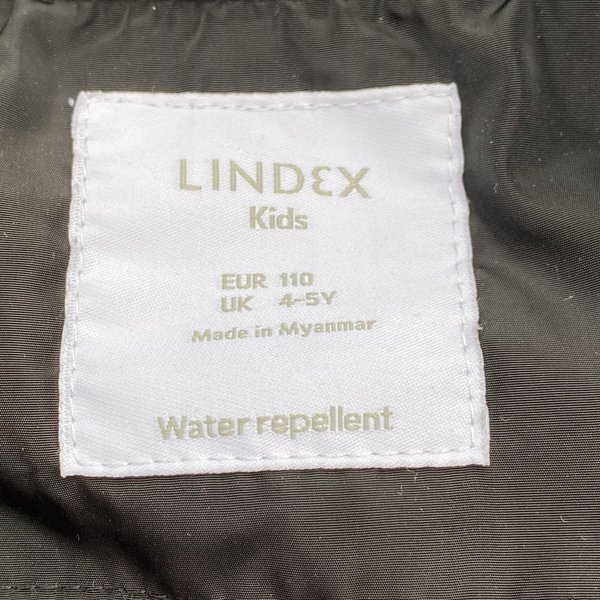 LINDEX
Kids
EUR 110
UK 4-5Y
Made in Myanmar
Water repellent